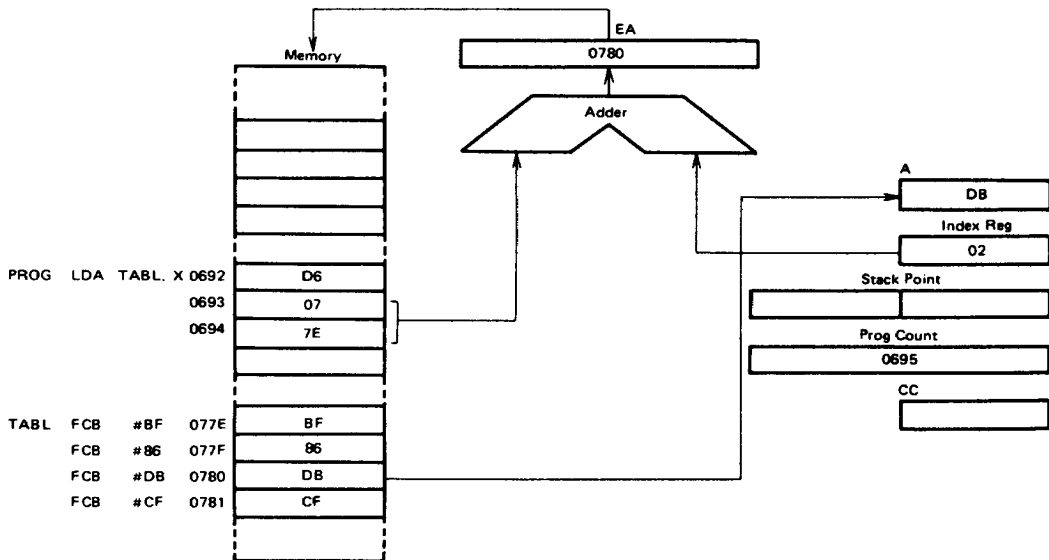 EA
0780
Memory
Adder
A
DB
Index Reg
02
Stack Point
Prog Count
0695
CC
PROG LDA TABL. X 0692 D6
0693 07
0694 7E
TABL FCB #BF 077E BF
FCB #86 077F 86
FCB #DB 0780 DB
FCB #CF 0781 CF